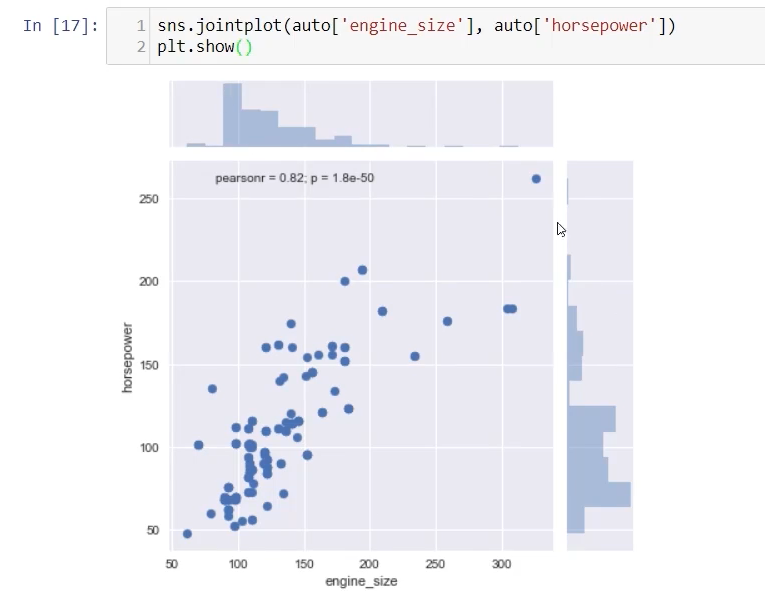 In [17]:
1 sns.jointplot(auto['engine_size'], auto['horsepower'])
2 plt.show()
pearsonr = 0.82; p = 1.8e-50
250
200
150
100
50
horsepower
50 100 150 200 250 300
engine_size